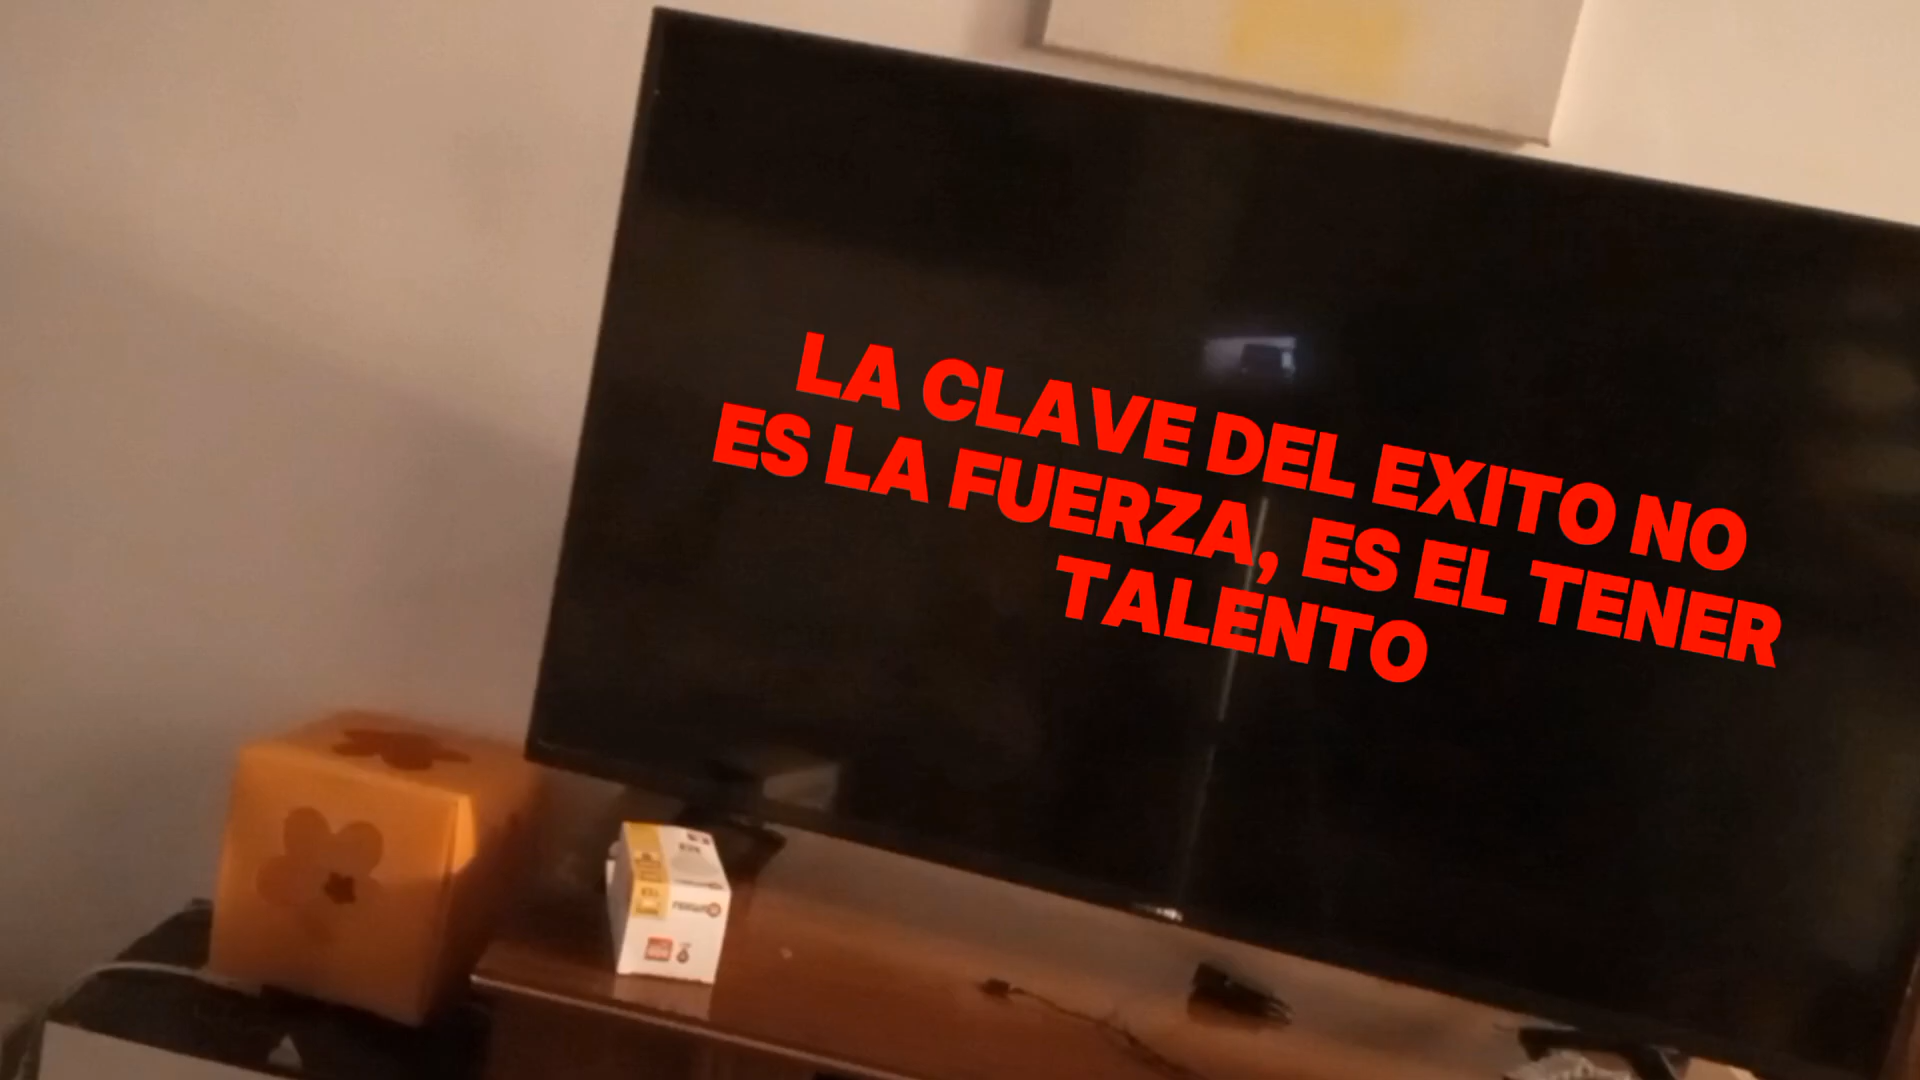 LA CLAVE DEL EXITO NO
ES LA FUERZA, ES EL TENER
TALENTO